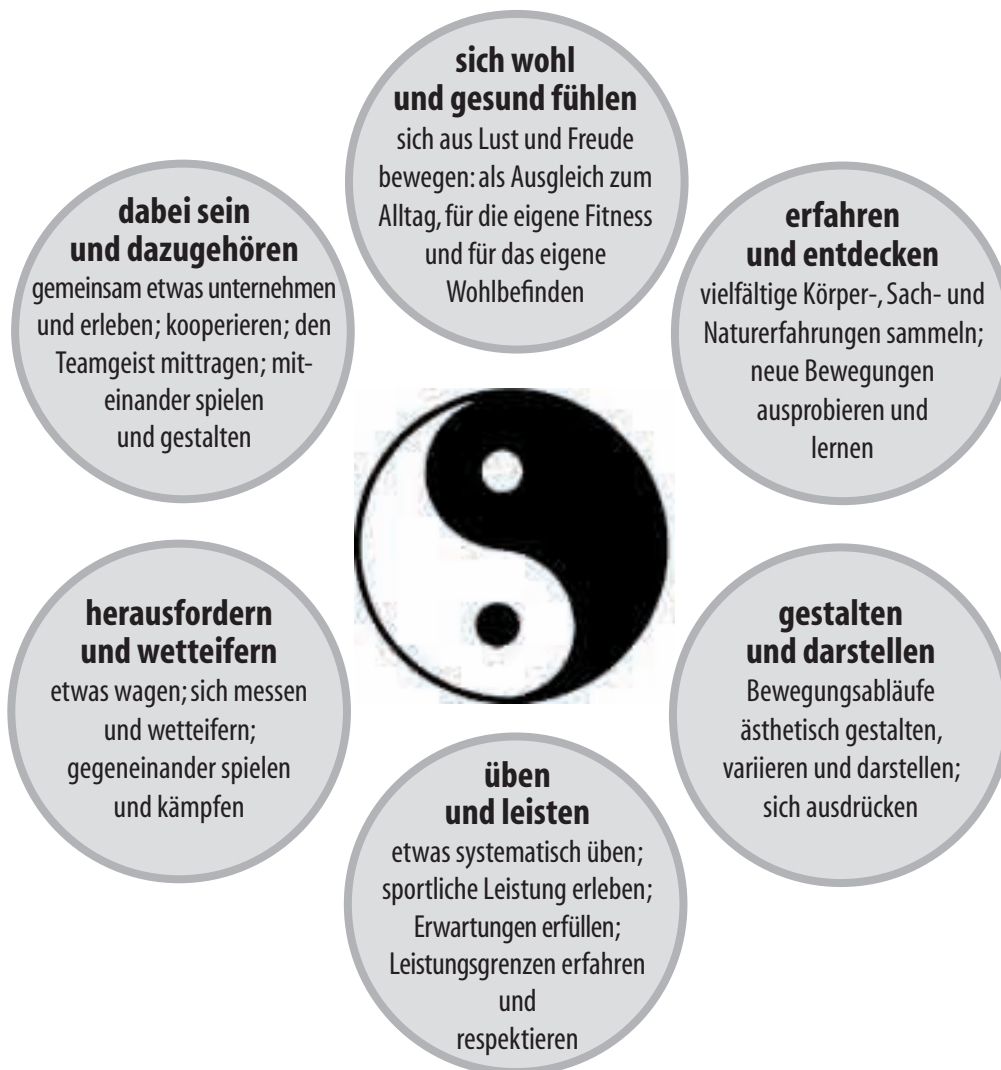 sich wohl
und gesund fühlen
sich aus Lust und Freude
bewegen: als Ausgleich zum
Alltag, für die eigene Fitness
und für das eigene
Wohlbefinden
dabei sein
und dazugehören
gemeinsam etwas unternehmen
und erleben; kooperieren; den
Teamgeist mittragen; mit-
einander spielen
und gestalten
erfahren
und entdecken
vielfältige Körper-, Sach- und
Naturerfahrungen sammeln;
neue Bewegungen
ausprobieren und
lernen
herausfordern
und wetteifern
etwas wagen; sich messen
und wetteifern;
gegeneinander spielen
und kämpfen
gestalten
und darstellen
Bewegungsabläufe
ästhetisch gestalten,
variieren und darstellen;
sich ausdrücken
üben
und leisten
etwas systematisch üben;
sportliche Leistung erleben;
Erwartungen erfüllen;
Leistungsgrenzen erfahren
und
respektieren